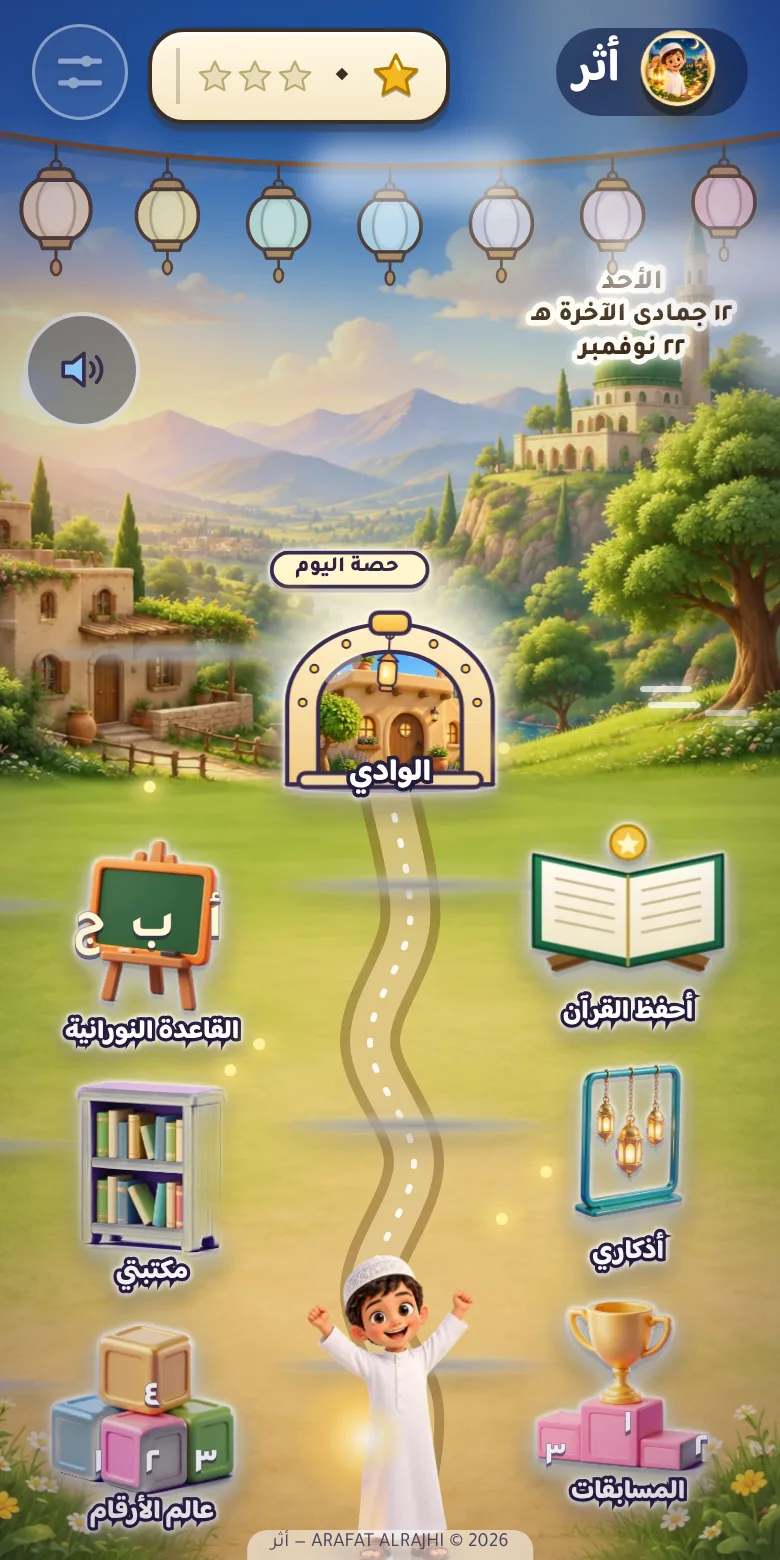 أثر
الأحد
١٢ جمادى الآخرة هـ
٢٢ نوفمبر
حصة اليوم
الوادي
أ ب ج
أحفظ القرآن
القاعدة النورانية
أذكاري
مكتبتي
٤
١ ٢ ٣
١
٢
٣
المسابقات
عالم الأرقام
أثر – ARAFAT ALRAJHI © 2026